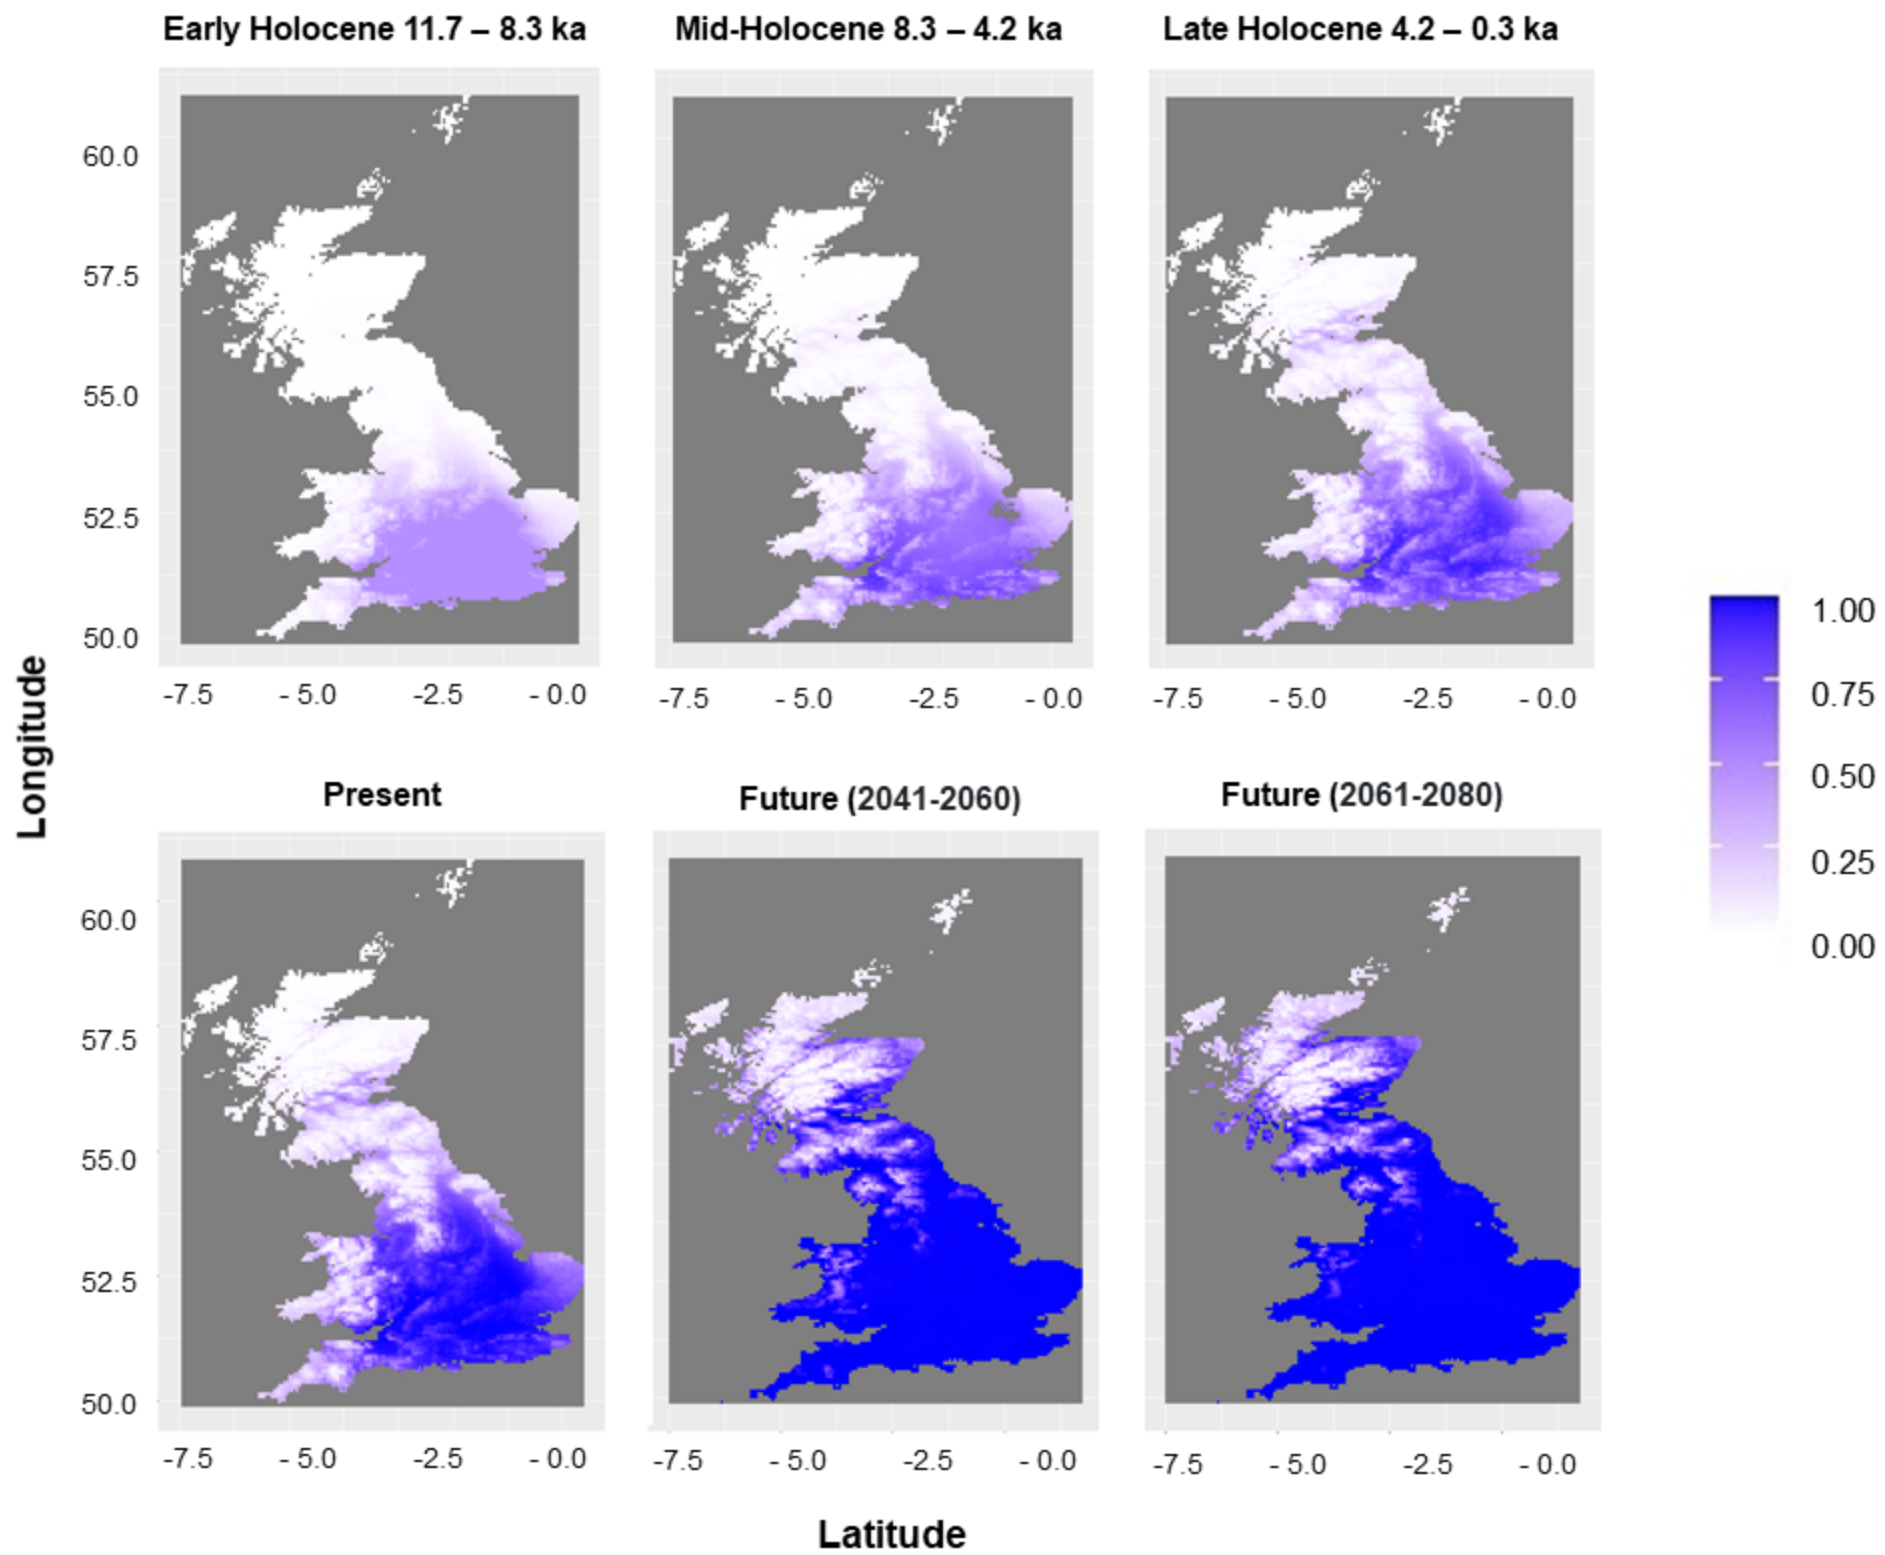 Early Holocene 11.7 – 8.3 ka
Mid-Holocene 8.3 – 4.2 ka
Late Holocene 4.2 – 0.3 ka
60.0
57.5
55.0
52.5
50.0
-7.5 - 5.0 -2.5 - 0.0
-7.5 - 5.0 -2.5 - 0.0
-7.5 - 5.0 -2.5 - 0.0
Longitude
Present
Future (2041-2060)
Future (2061-2080)
60.0
57.5
55.0
52.5
50.0
-7.5 - 5.0 -2.5 - 0.0
-7.5 - 5.0 -2.5 - 0.0
-7.5 - 5.0 -2.5 - 0.0
Latitude
1.00
0.75
0.50
0.25
0.00